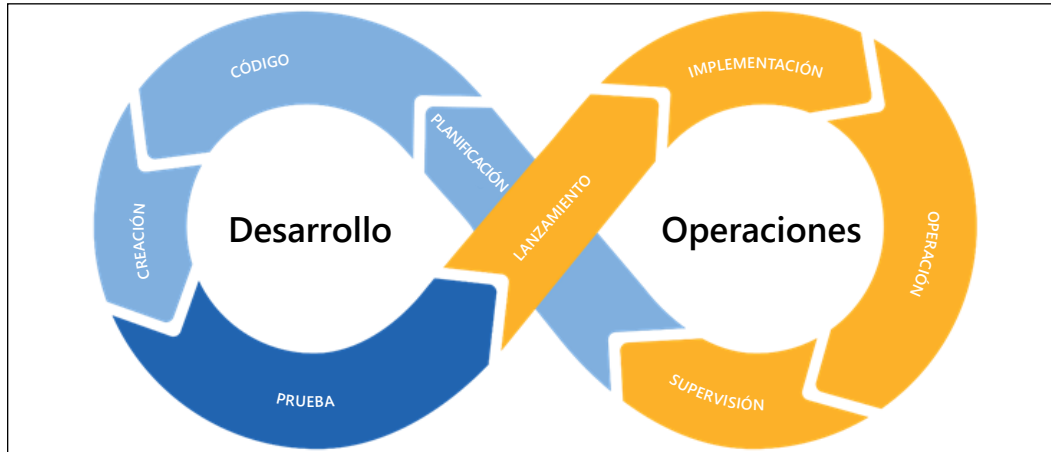 CÓDIGO
IMPLEMENTACIÓN
PLANIFICACIÓN
LANZAMIENTO
CREACIÓN
Desarrollo
Operaciones
OPERACIÓN
PRUEBA
SUPERVISIÓN